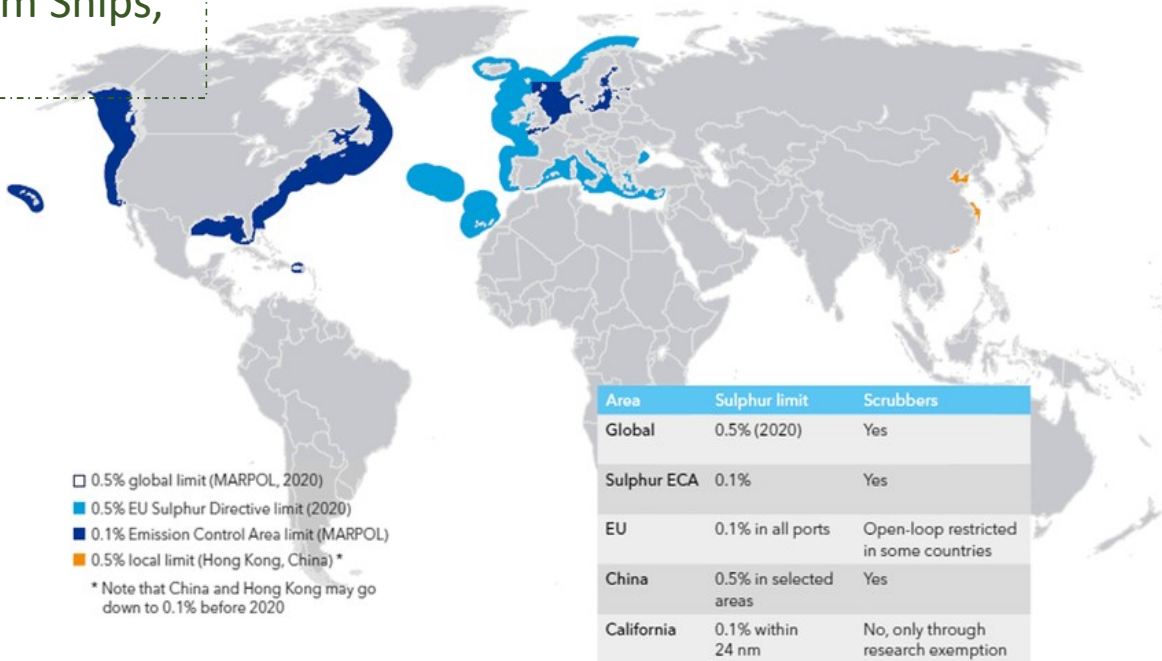 m Ships,
0.5% global limit (MARPOL, 2020)
0.5% EU Sulphur Directive limit (2020)
0.1% Emission Control Area limit (MARPOL)
0.5% local limit (Hong Kong, China) *
* Note that China and Hong Kong may go
down to 0.1% before 2020
Area Sulphur limit Scrubbers
Global 0.5% (2020) Yes
Sulphur ECA 0.1% Yes
EU 0.1% in all ports Open-loop restricted
in some countries
China 0.5% in selected Yes
areas
California 0.1% within No, only through
24 nm research exemption